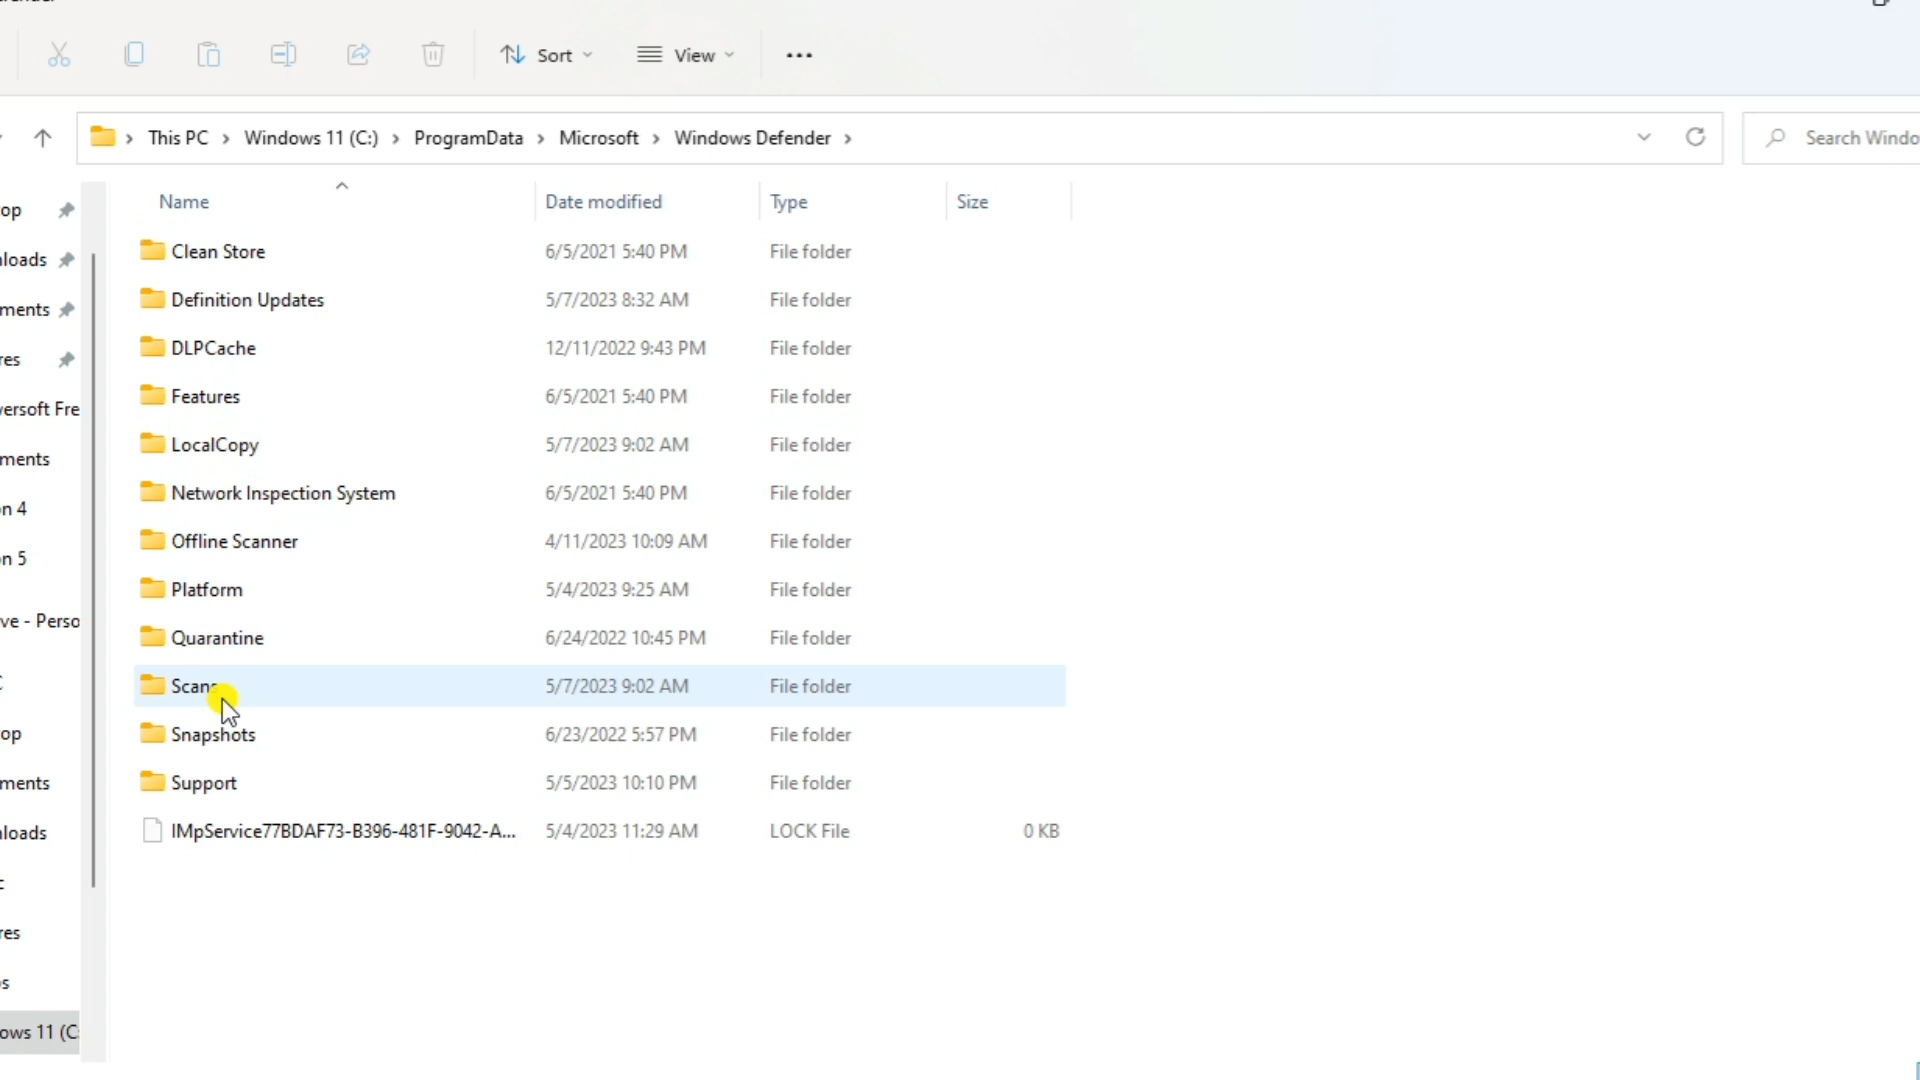 Sort
View
This PC > Windows 11 (C:) > ProgramData > Microsoft > Windows Defender >
Search Windo
Name Date modified Type Size
Clean Store 6/5/2021 5:40 PM File folder
Definition Updates 5/7/2023 8:32 AM File folder
DLPCache 12/11/2022 9:43 PM File folder
Features 6/5/2021 5:40 PM File folder
LocalCopy 5/7/2023 9:02 AM File folder
Network Inspection System 6/5/2021 5:40 PM File folder
Offline Scanner 4/11/2023 10:09 AM File folder
Platform 5/4/2023 9:25 AM File folder
Quarantine 6/24/2022 10:45 PM File folder
Scans 5/7/2023 9:02 AM File folder
Snapshots 6/23/2022 5:57 PM File folder
Support 5/5/2023 10:10 PM File folder
IMpService77BDAF73-B396-481F-9042-A... 5/4/2023 11:29 AM LOCK File 0 KB
op
loads
ments
res
versoft Fre
ments
on 4
on 5
ve - Perso
op
ments
loads
res
s
ows 11 (C: